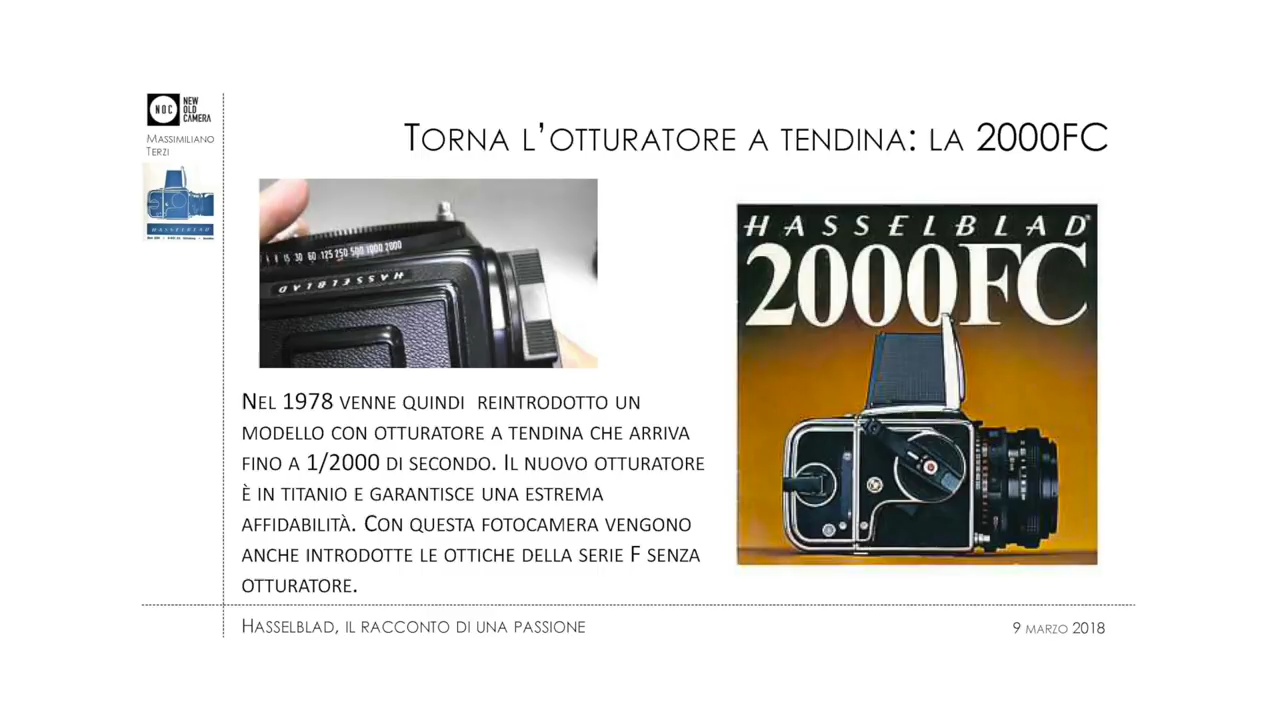 NOC
NEW
OLD
CAMERA
MASSIMILIANO
TERZI
HASSELBLAD
TORNA L'OTTURATORE A TENDINA: LA 2000FC
15 30 60 125 250 500 1000 2000
HASSELBLAD
HASSELBLAD
2000FC
NEL 1978 VENNE QUINDI REINTRODOTTO UN
MODELLO CON OTTURATORE A TENDINA CHE ARRIVA
FINO A 1/2000 DI SECONDO. IL NUOVO OTTURATORE
È IN TITANIO E GARANTISCE UNA ESTREMA
AFFIDABILITÀ. CON QUESTA FOTOCAMERA VENGONO
ANCHE INTRODOTTE LE OTTICHE DELLA SERIE F SENZA
OTTURATORE.
HASSELBLAD, IL RACCONTO DI UNA PASSIONE
9 MARZO 2018